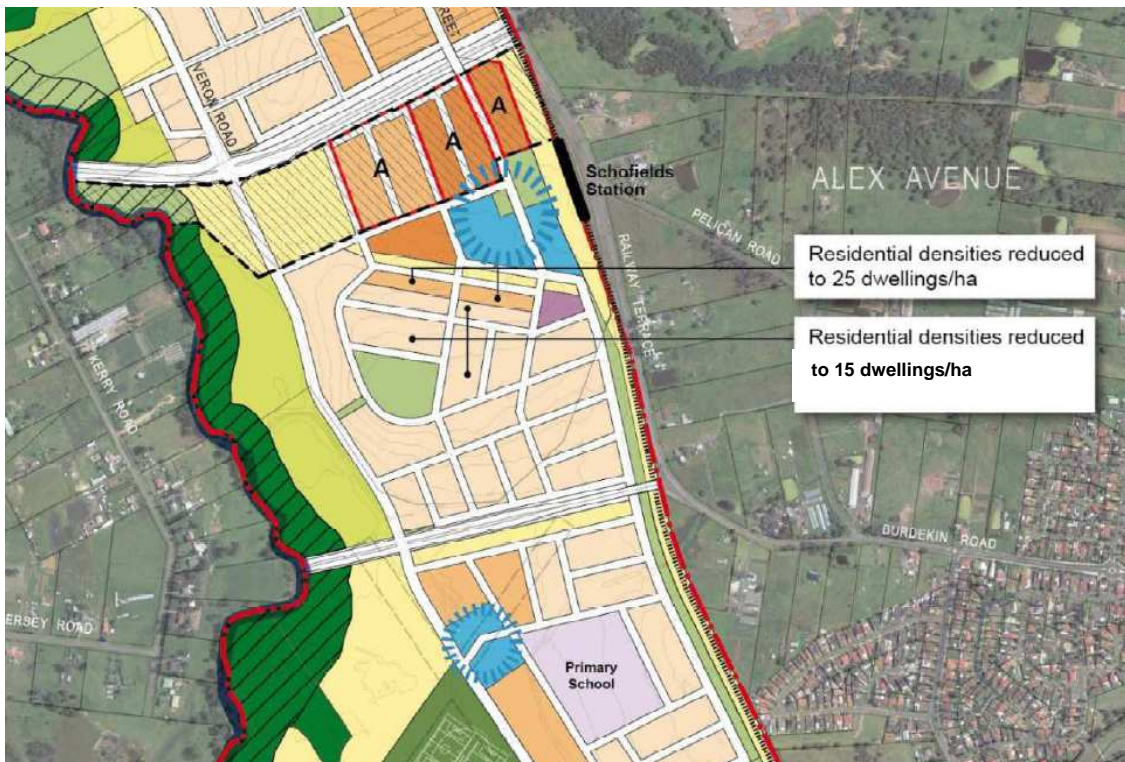 REET
VERON ROAD
A
A
A
Schofields
Station
ALEX AVENUE
PELICAN ROAD
Residential densities reduced
to 25 dwellings/ha
RAILWAY TERRACE
Residential densities reduced
to 15 dwellings/ha
KERRY ROAD
BURDEKIN ROAD
ERSEY ROAD
Primary
School